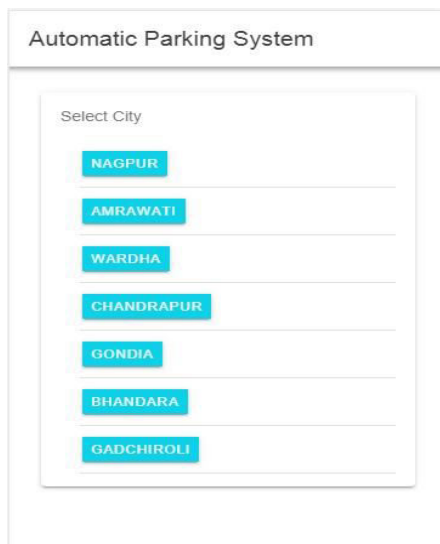 Automatic Parking System
Select City
NAGPUR
AMRAWATI
WARDHA
CHANDRAPUR
GONDIA
BHANDARA
GADCHIROLI